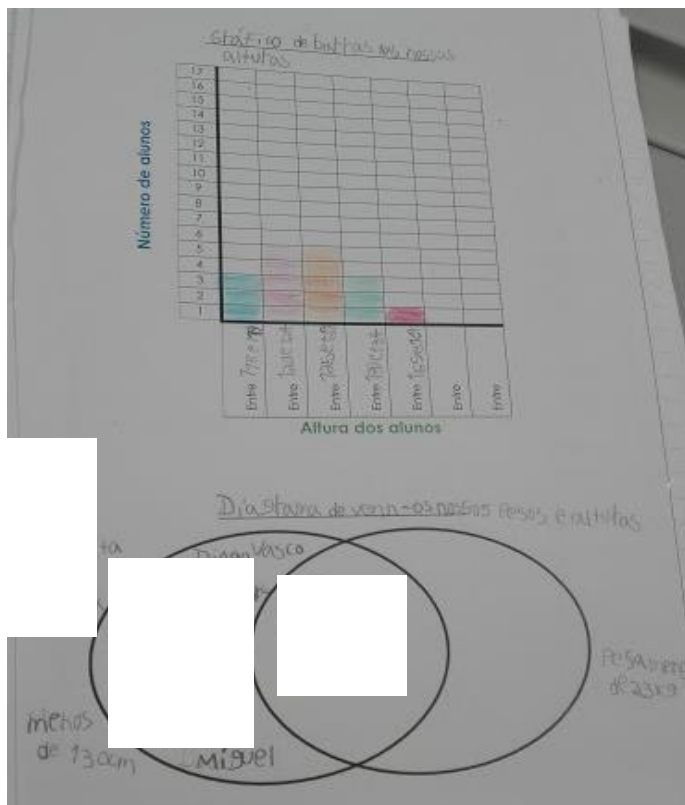 Gráfico de barras das nossas
alturas
Número de alunos
17
16
15
14
13
12
11
10
9
8
7
6
5
4
3
2
1
Entre
Entre
Entre
Entre
Entre
Entre
Entre
Altura dos alunos
Diagrama de venn-os nossos Pesos e alturas
Vasco
Pesa menos
de 23kg
menos
de 130cm
Miguel